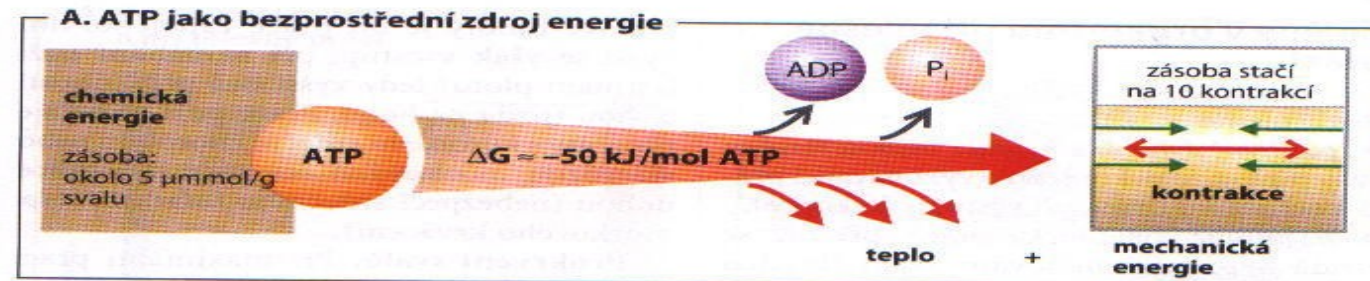 A. ATP jako bezprostřední zdroj energie
chemická
energie
zásoba:
okolo 5 μmmol/g
svalu
ATP
ΔG ≈ –50 kJ/mol ATP
ADP
Pi
teplo
+
zásoba stačí
na 10 kontrakcí
kontrakce
mechanická
energie